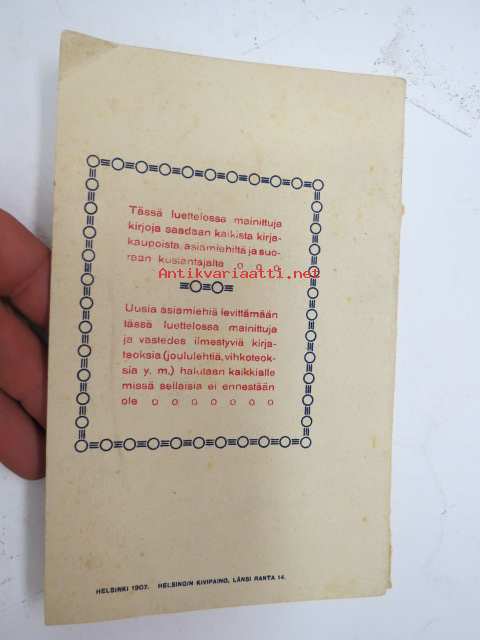 Tässä luettelossa mainittuja
kirjoja saadaan kaikista kirja-
kaupoista, asiamiehiltä ja suo-
raan kustantajalta o o o
Antikvariaatti.net
Uusia asiamiehiä levittämään
tässä luettelossa mainittuja
ja vastedes ilmestyviä kirja-
teoksia (joululehtiä, vihkoteok-
sia y. m.) halutaan kaikkialle
missä sellaisia ei ennestään
ole o o o o o o o
HELSINKI 1907. HELSINGIN KIVIPAINO, LÄNSI RANTA 14.